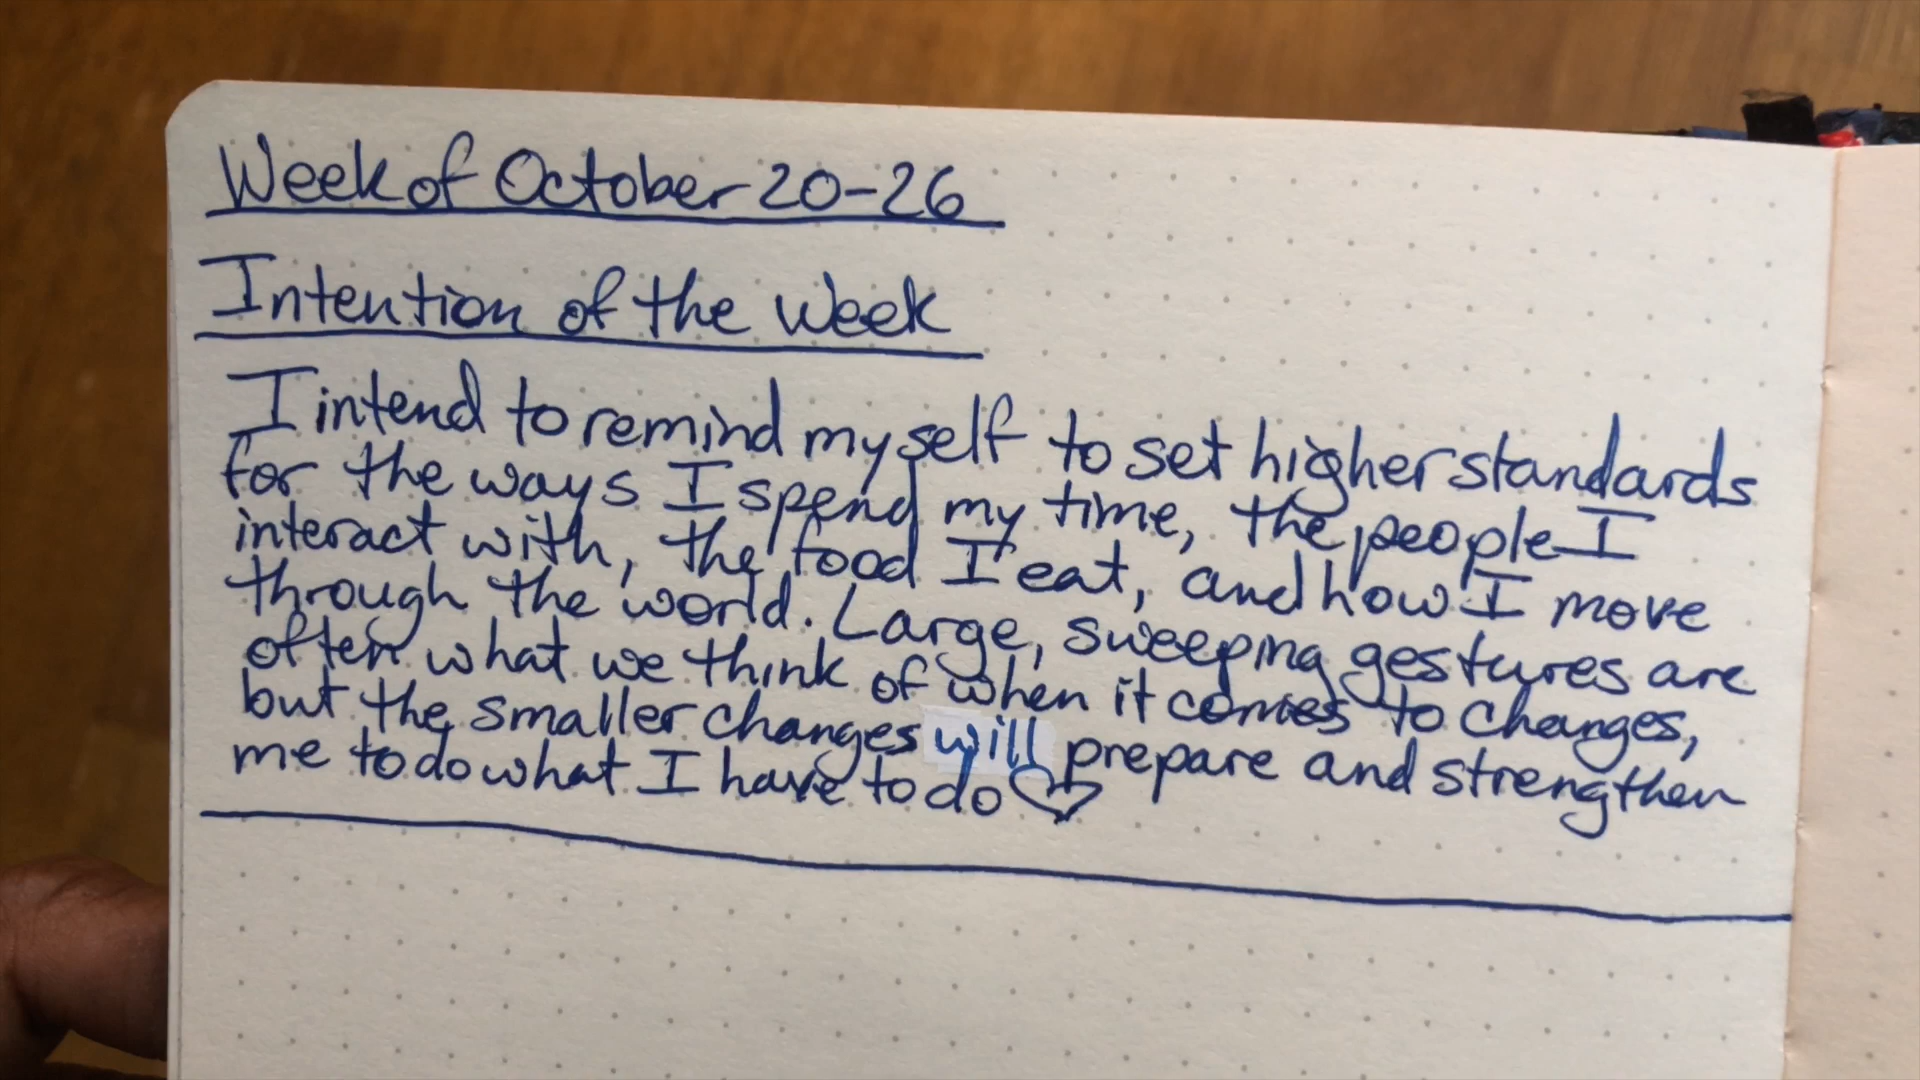 Week of October 20-26
Intention of the Week
I intend to remind myself to set higher standards
for the ways I spend my time, the people I
interact with, the food I eat, and how I move
through the world. Large, sweeping gestures are
often what we think of when it comes to changes,
but the smaller changes will prepare and strengthen
me to do what I have to do ♡